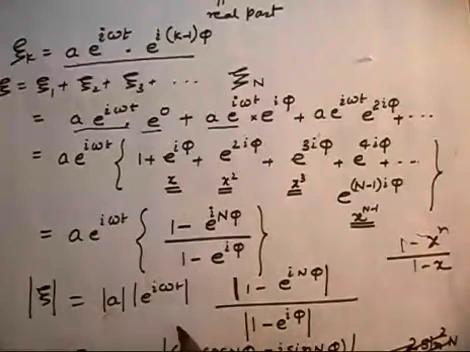 real part
ξ_k = a e^{iωt} · e^{i(k-1)φ}
ξ = ξ_1 + ξ_2 + ξ_3 + ... ξ_N
= a e^{iωt} e^0 + a e^{iωt} × e^{iφ} + a e^{iωt} e^{2iφ} + ...
= a e^{iωt} { 1 + e^{iφ} + e^{2iφ} + e^{3iφ} + e^{4iφ} + ... e^{(N-1)iφ} }
x x^2 x^3 x^{N-1}
= a e^{iωt} { (1 - e^{iNφ}) / (1 - e^{iφ}) } (1 - x^n) / (1 - x)
|ξ| = |a| |e^{iωt}| |1 - e^{iNφ}| / |1 - e^{iφ}|